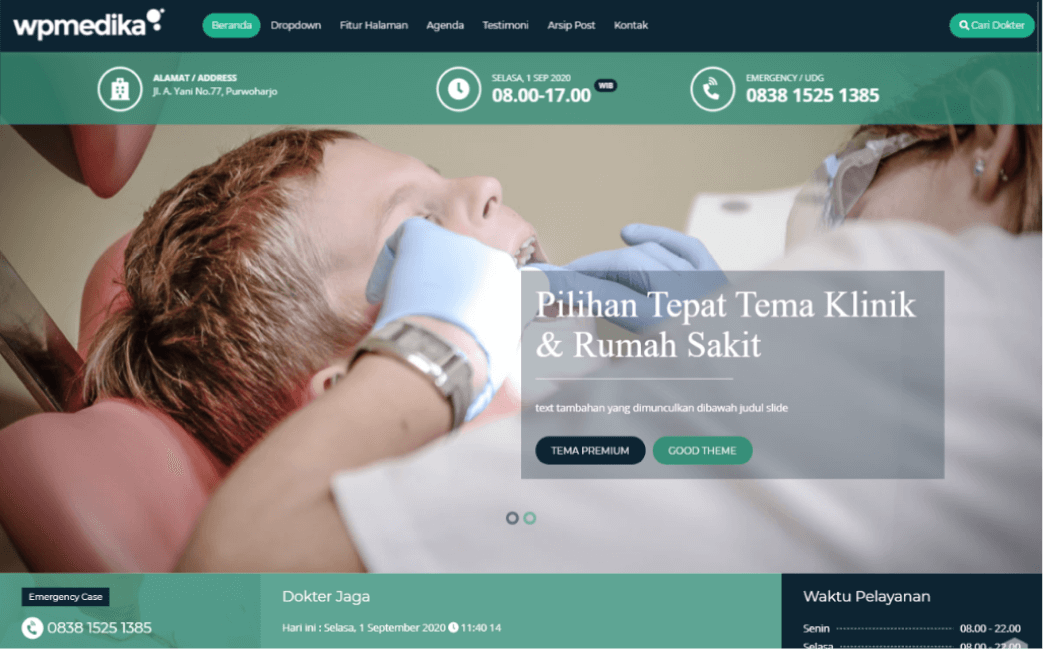 wpmedika
Beranda Dropdown Fitur Halaman Agenda Testimoni Arsip Post Kontak Cari Dokter
ALAMAT / ADDRESS
Jl. A. Yani No.77, Purwoharjo
SELASA, 1 SEP 2020
08.00-17.00 WIB
EMERGENCY / UDG
0838 1525 1385
Pilihan Tepat Tema Klinik
& Rumah Sakit
text tambahan yang dimunculkan dibawah judul slide
TEMA PREMIUM GOOD THEME
Emergency Case
0838 1525 1385
Dokter Jaga
Hari ini : Selasa, 1 September 2020 11:40 14
Waktu Pelayanan
Senin 08.00 - 22.00
Selasa 08.00 - 22.00